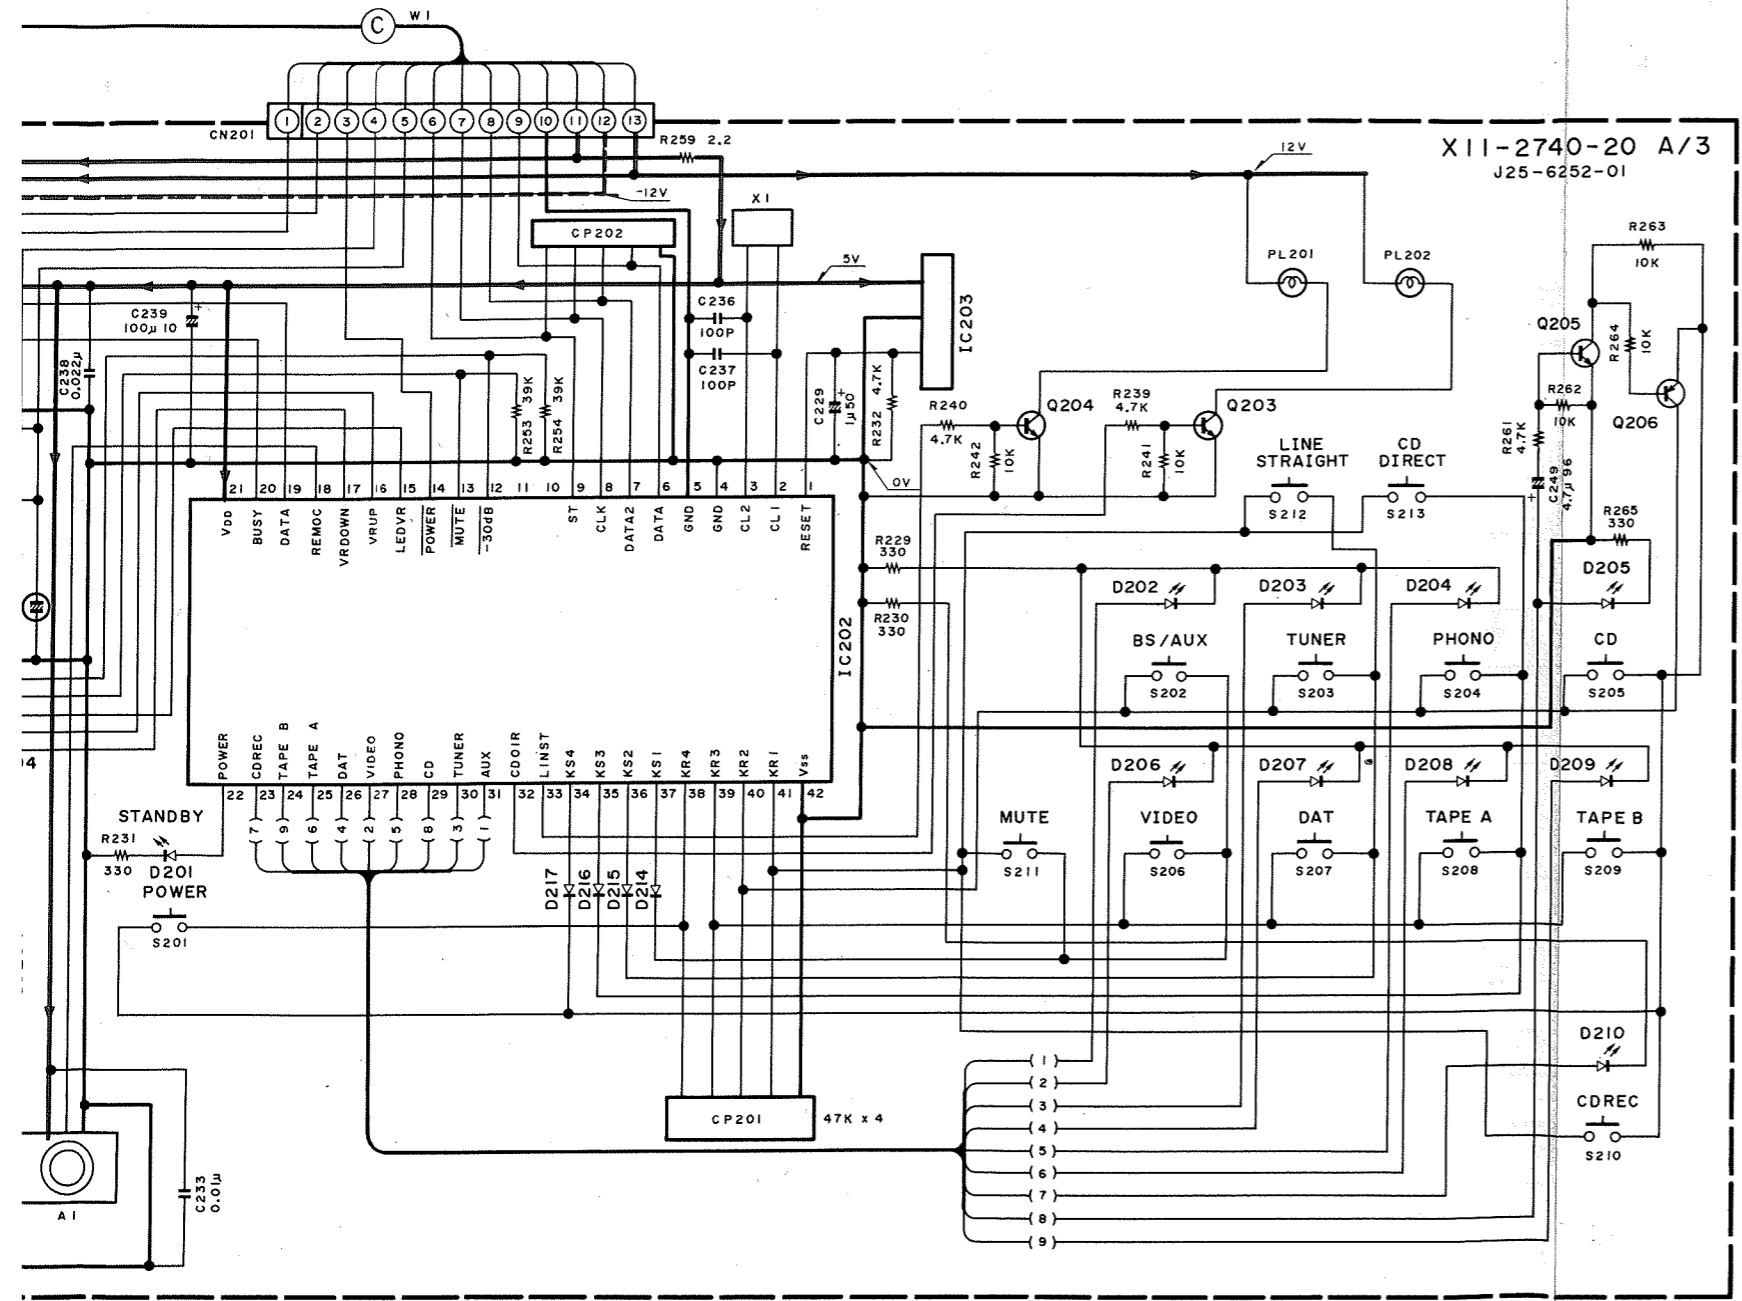 C W1
CN201
1 2 3 4 5 6 7 8 9 10 11 12 13
R259 2.2
X11-2740-20 A/3
J25-6252-01
12V
-12V
X1
CP202
5V
PL201
PL202
R263
10K
C239
100μ 10
C236
100P
C237
100P
IC203
Q205
R264
10K
C238
0.022μ
R253 39K
R254 39K
C229
1μ50
R232 4.7K
R240
4.7K
Q204
R239
4.7K
Q203
R262
10K
Q206
R261
4.7K
R242
10K
R241
10K
LINE
STRAIGHT
S212
CD
DIRECT
S213
C249
4.7μ96
0V
21 20 19 18 17 16 15 14 13 12 11 10 9 8 7 6 5 4 3 2 1
VDD
BUSY
DATA
REMOC
VRDOWN
VRUP
LEDVR
POWER
MUTE
-30dB
ST
CLK
DATA2
DATA
GND
GND
CL2
CL1
RESET
R229
330
R230
330
R265
330
D202
D203
D204
D205
IC202
BS/AUX
S202
TUNER
S203
PHONO
S204
CD
S205
POWER
CDREC
TAPE B
TAPE A
DAT
VIDEO
PHONO
CD
TUNER
AUX
CDDIR
LINST
KS4
KS3
KS2
KS1
KR4
KR3
KR2
KR1
Vss
22 23 24 25 26 27 28 29 30 31 32 33 34 35 36 37 38 39 40 41 42
D206
D207
D208
D209
4
STANDBY
R231
330
D201
POWER
S201
(7) (9) (6) (4) (2) (5) (8) (3) (1)
D217
D216
D215
D214
MUTE
S211
VIDEO
S206
DAT
S207
TAPE A
S208
TAPE B
S209
D210
CDREC
S210
CP201 47K x 4
(1)
(2)
(3)
(4)
(5)
(6)
(7)
(8)
(9)
A1
C233
0.01μ